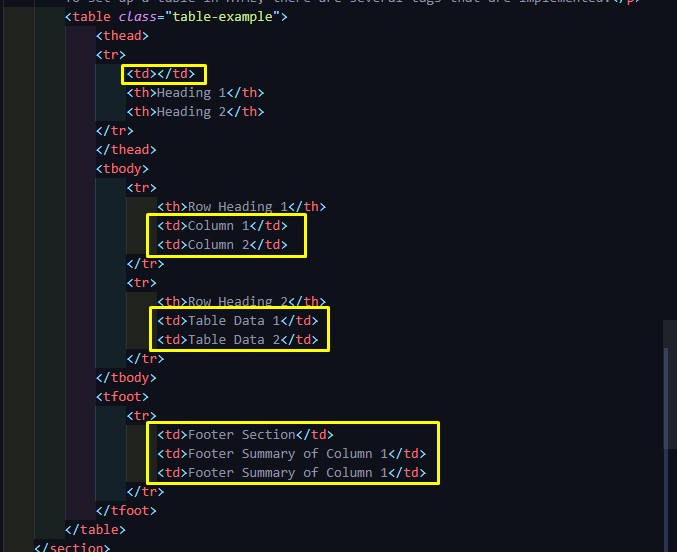 To set up a table in HTML, there are several tags that are implemented.</p>
<table class="table-example">
<thead>
<tr>
<td></td>
<th>Heading 1</th>
<th>Heading 2</th>
</tr>
</thead>
<tbody>
<tr>
<th>Row Heading 1</th>
<td>Column 1</td>
<td>Column 2</td>
</tr>
<tr>
<th>Row Heading 2</th>
<td>Table Data 1</td>
<td>Table Data 2</td>
</tr>
</tbody>
<tfoot>
<tr>
<td>Footer Section</td>
<td>Footer Summary of Column 1</td>
<td>Footer Summary of Column 1</td>
</tr>
</tfoot>
</table>
</section>